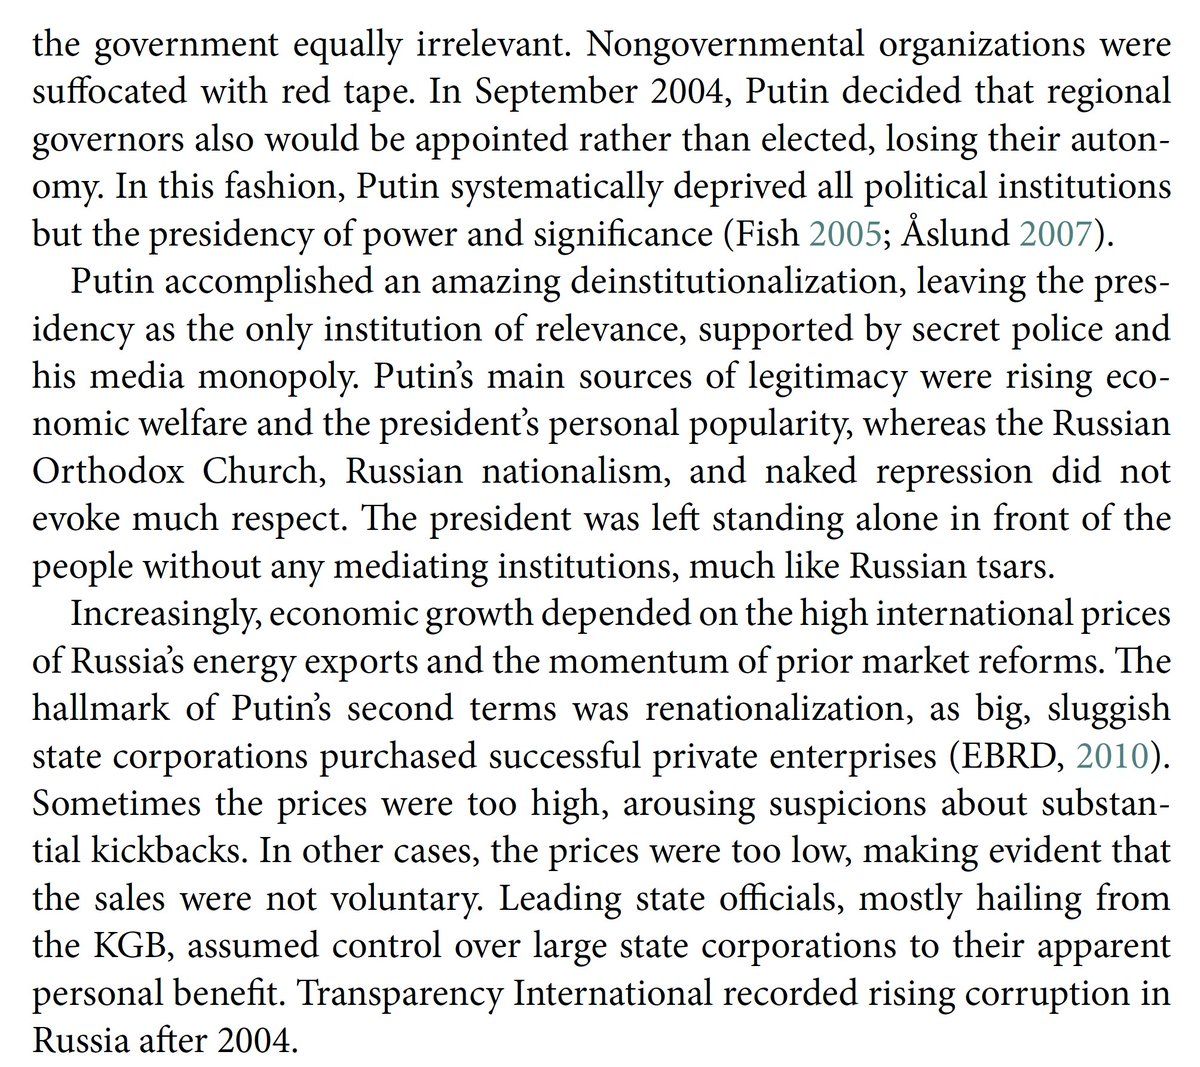 the government equally irrelevant. Nongovernmental organizations were
suffocated with red tape. In September 2004, Putin decided that regional
governors also would be appointed rather than elected, losing their auton-
omy. In this fashion, Putin systematically deprived all political institutions
but the presidency of power and significance (Fish 2005; Åslund 2007).
Putin accomplished an amazing deinstitutionalization, leaving the pres-
idency as the only institution of relevance, supported by secret police and
his media monopoly. Putin’s main sources of legitimacy were rising eco-
nomic welfare and the president’s personal popularity, whereas the Russian
Orthodox Church, Russian nationalism, and naked repression did not
evoke much respect. The president was left standing alone in front of the
people without any mediating institutions, much like Russian tsars.
Increasingly, economic growth depended on the high international prices
of Russia’s energy exports and the momentum of prior market reforms. The
hallmark of Putin’s second terms was renationalization, as big, sluggish
state corporations purchased successful private enterprises (EBRD, 2010).
Sometimes the prices were too high, arousing suspicions about substan-
tial kickbacks. In other cases, the prices were too low, making evident that
the sales were not voluntary. Leading state officials, mostly hailing from
the KGB, assumed control over large state corporations to their apparent
personal benefit. Transparency International recorded rising corruption in
Russia after 2004.